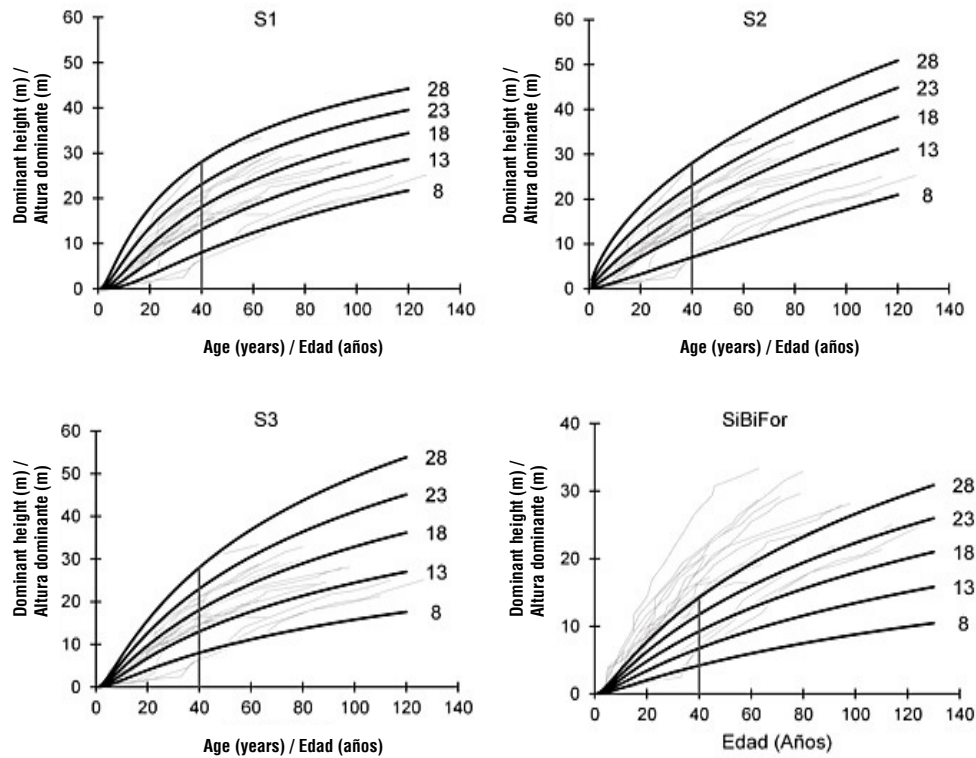 S1
Dominant height (m) /
Altura dominante (m)
60
50
40
30
20
10
0
28
23
18
13
8
0 20 40 60 80 100 120 140
Age (years) / Edad (años)
S2
Dominant height (m) /
Altura dominante (m)
60
50
40
30
20
10
0
28
23
18
13
8
0 20 40 60 80 100 120 140
Age (years) / Edad (años)
S3
Dominant height (m) /
Altura dominante (m)
60
50
40
30
20
10
0
28
23
18
13
8
0 20 40 60 80 100 120 140
Age (years) / Edad (años)
SiBiFor
Dominant height (m) /
Altura dominante (m)
40
30
20
10
0
28
23
18
13
8
0 20 40 60 80 100 120 140
Edad (Años)